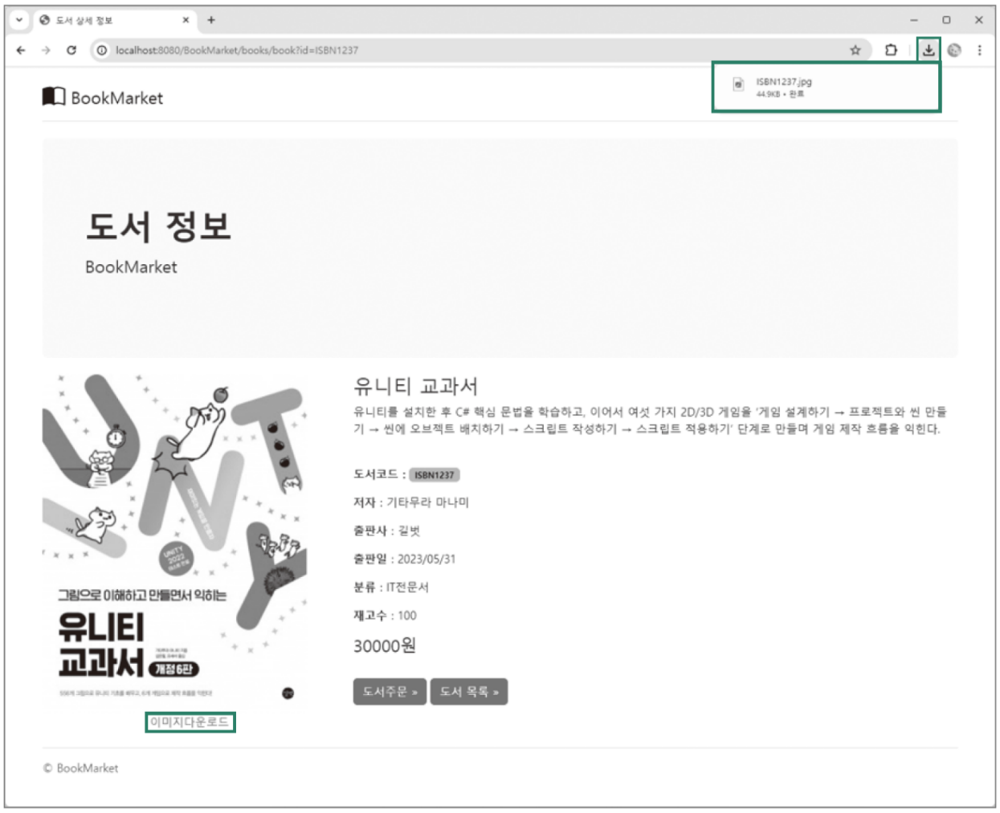 도서 상세 정보
localhost:8080/BookMarket/books/book?id=ISBN1237
ISBN1237.jpg
44.9KB • 완료
BookMarket
도서 정보
BookMarket
유니티 교과서
유니티를 설치한 후 C# 핵심 문법을 학습하고, 이어서 여섯 가지 2D/3D 게임을 '게임 설계하기 → 프로젝트와 씬 만들
기 → 씬에 오브젝트 배치하기 → 스크립트 작성하기 → 스크립트 적용하기' 단계로 만들며 게임 제작 흐름을 익힌다.
도서코드 : ISBN1237
저자 : 기타무라 마나미
출판사 : 길벗
출판일 : 2023/05/31
분류 : IT전문서
재고수 : 100
30000원
도서주문 » 도서 목록 »
UNITY
UNITY
2022
그림으로 이해하고 만들면서 익히는
유니티
교과서
개정6판
이미지다운로드
© BookMarket